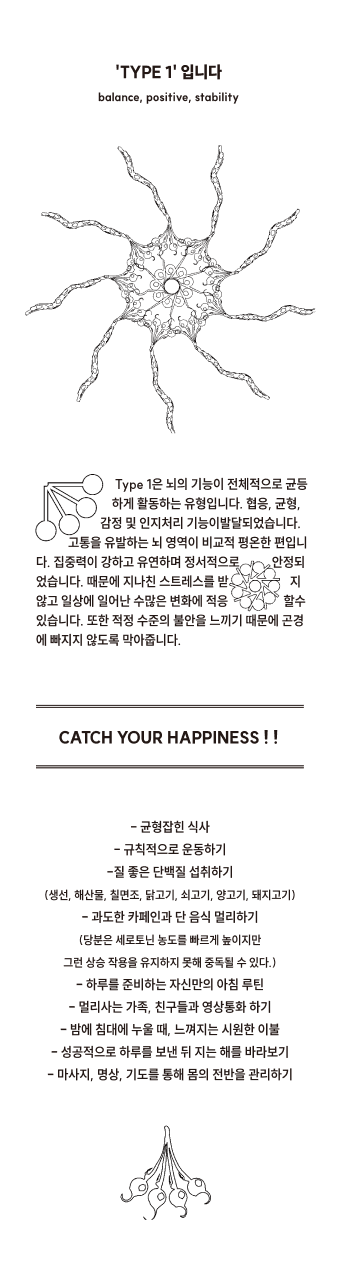 'TYPE 1' 입니다
balance, positive, stability
Type 1은 뇌의 기능이 전체적으로 균등
하게 활동하는 유형입니다. 협응, 균형,
감정 및 인지처리 기능이발달되었습니다.
고통을 유발하는 뇌 영역이 비교적 평온한 편입니
다. 집중력이 강하고 유연하며 정서적으로 안정되
었습니다. 때문에 지나친 스트레스를 받 지
않고 일상에 일어난 수많은 변화에 적응 할수
있습니다. 또한 적정 수준의 불안을 느끼기 때문에 곤경
에 빠지지 않도록 막아줍니다.
CATCH YOUR HAPPINESS ! !
- 균형잡힌 식사
- 규칙적으로 운동하기
-질 좋은 단백질 섭취하기
(생선, 해산물, 칠면조, 닭고기, 쇠고기, 양고기, 돼지고기)
- 과도한 카페인과 단 음식 멀리하기
(당분은 세로토닌 농도를 빠르게 높이지만
그런 상승 작용을 유지하지 못해 중독될 수 있다.)
- 하루를 준비하는 자신만의 아침 루틴
- 멀리사는 가족, 친구들과 영상통화 하기
- 밤에 침대에 누울 때, 느껴지는 시원한 이불
- 성공적으로 하루를 보낸 뒤 지는 해를 바라보기
- 마사지, 명상, 기도를 통해 몸의 전반을 관리하기